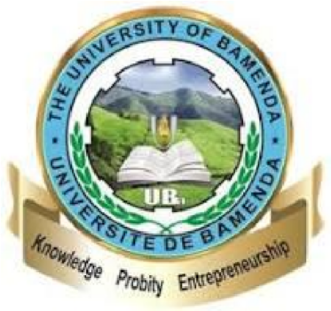 THE UNIVERSITY OF BAMENDA
UNIVERSITE DE BAMENDA
UBa
Knowledge Probity Entrepreneurship